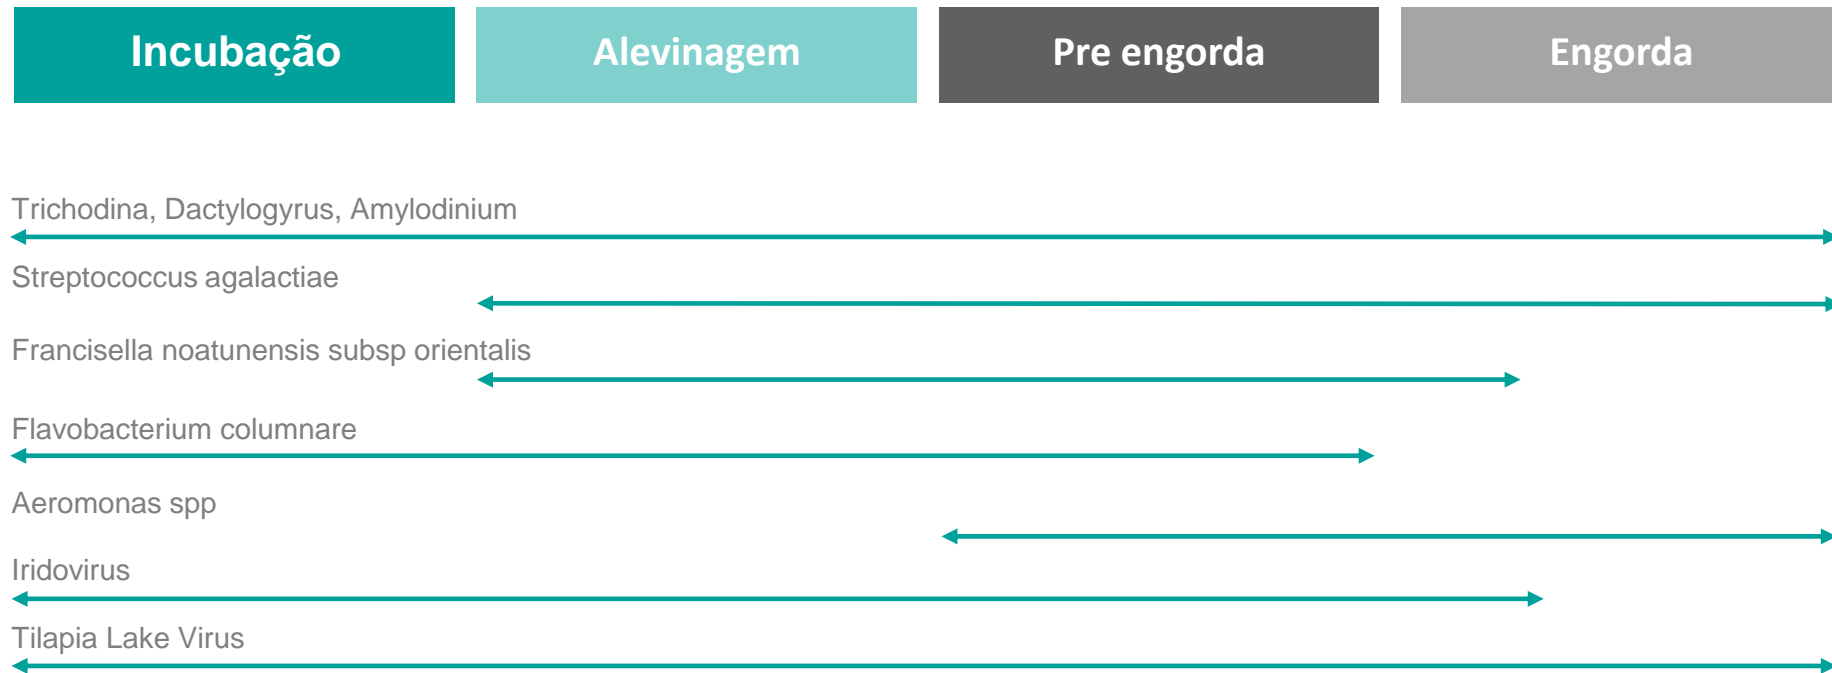 Incubação
Alevinagem
Pre engorda
Engorda
Trichodina, Dactylogyrus, Amylodinium
Streptococcus agalactiae
Francisella noatunensis subsp orientalis
Flavobacterium columnare
Aeromonas spp
Iridovirus
Tilapia Lake Virus